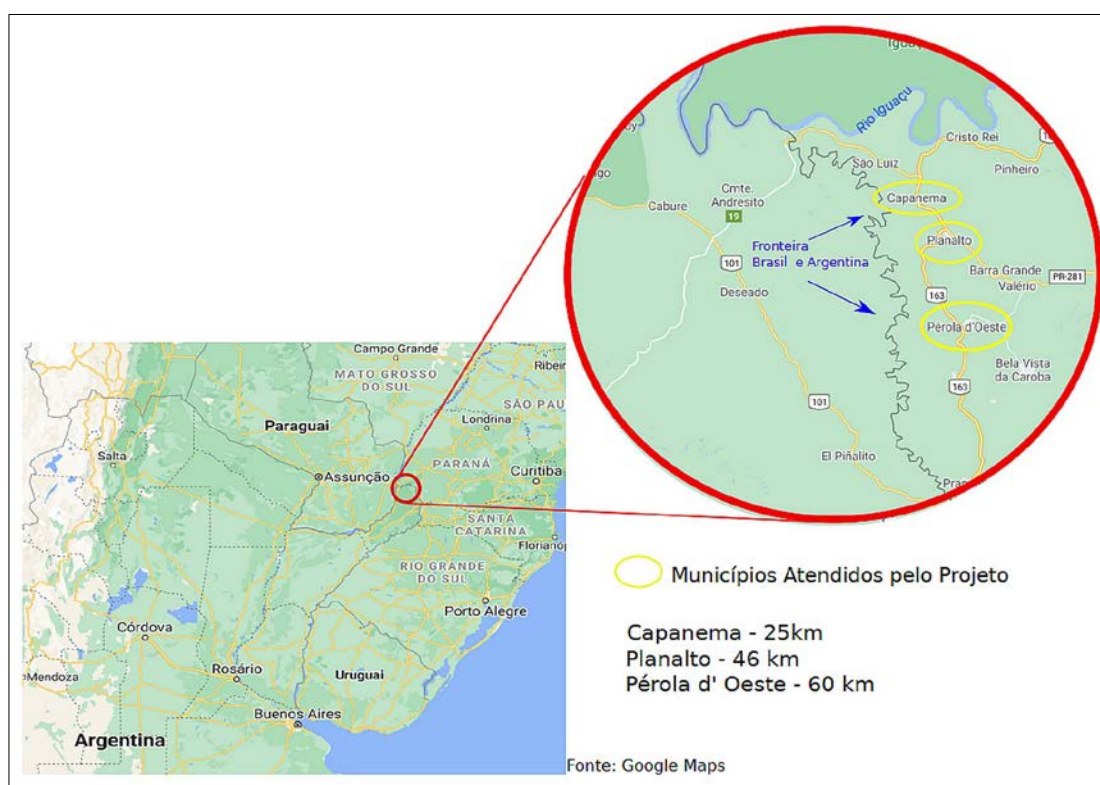 Iguaçu
Rio Iguaçu
Cristo Rei
São Luiz
Pinheiro
Cmte.
Andresito
Capanema
Cabure
19
Planalto
Fronteira
Brasil e Argentina
101
Barra Grande
Valério
PR-281
Deseado
163
Pérola d'Oeste
Bela Vista
da Caroba
163
101
El Piñalito
Campo Grande
MATO GROSSO
DO SUL
SÃO PAU
Paraguai
Londrina
Salta
Assunção
PARANÁ
Curitiba
SANTA
CATARINA
Florianóp
RIO GRANDE
DO SUL
Porto Alegre
Córdova
Rosário
Mendoza
Uruguai
Buenos Aires
Argentina
Municípios Atendidos pelo Projeto
Capanema - 25km
Planalto - 46 km
Pérola d' Oeste - 60 km
Fonte: Google Maps